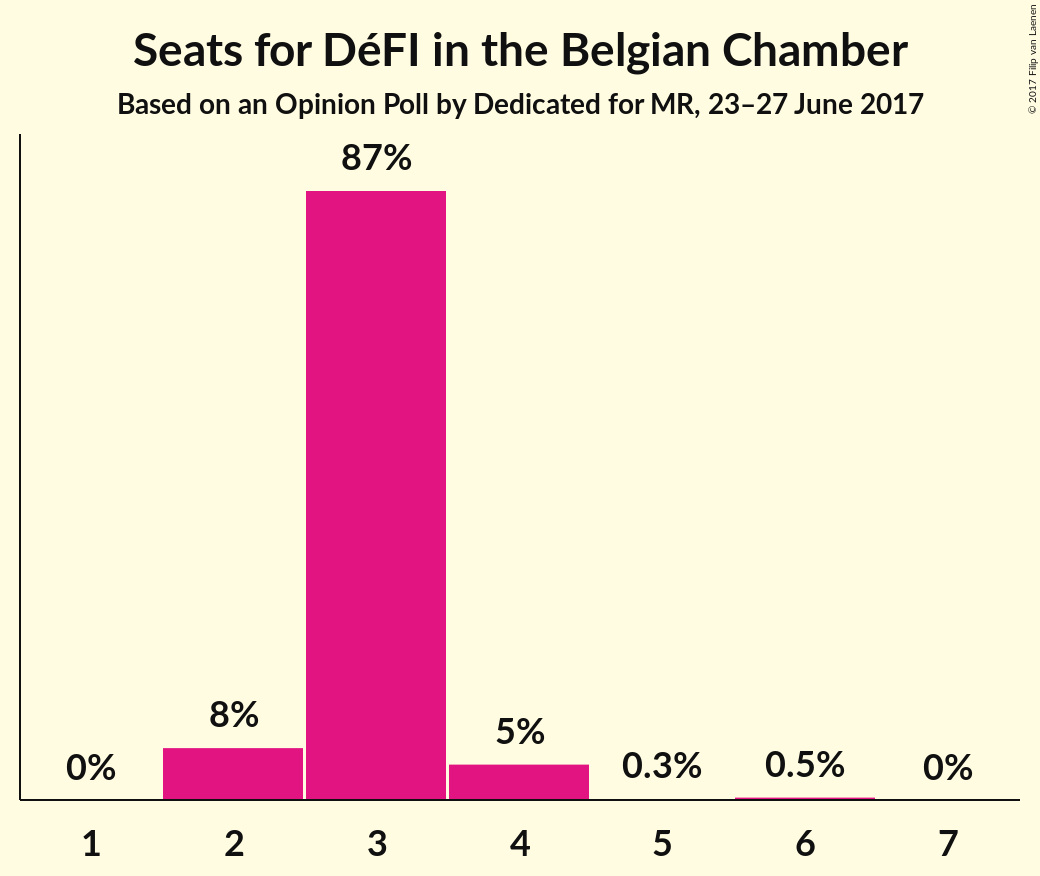 Seats for DéFI in the Belgian Chamber
Based on an Opinion Poll by Dedicated for MR, 23–27 June 2017
© 2017 Filip van Laenen
87%
8%
5%
0%
0.3%
0.5%
0%
1 2 3 4 5 6 7